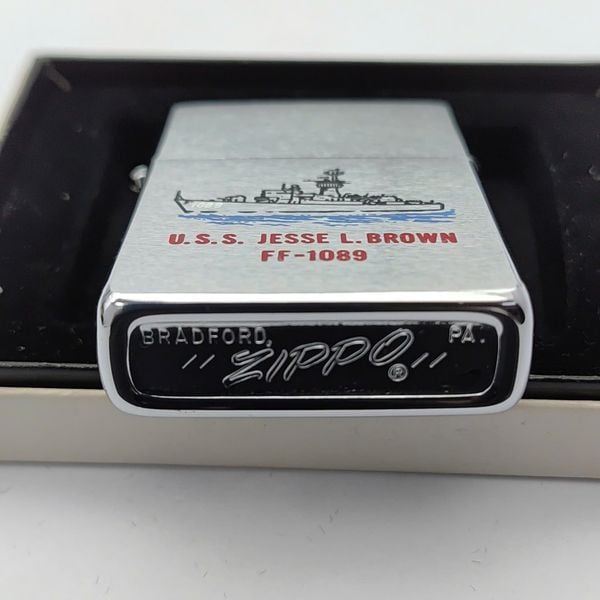 U.S.S. JESSE L. BROWN
FF-1089
BRADFORD, PA.
// ZIPPO ® //